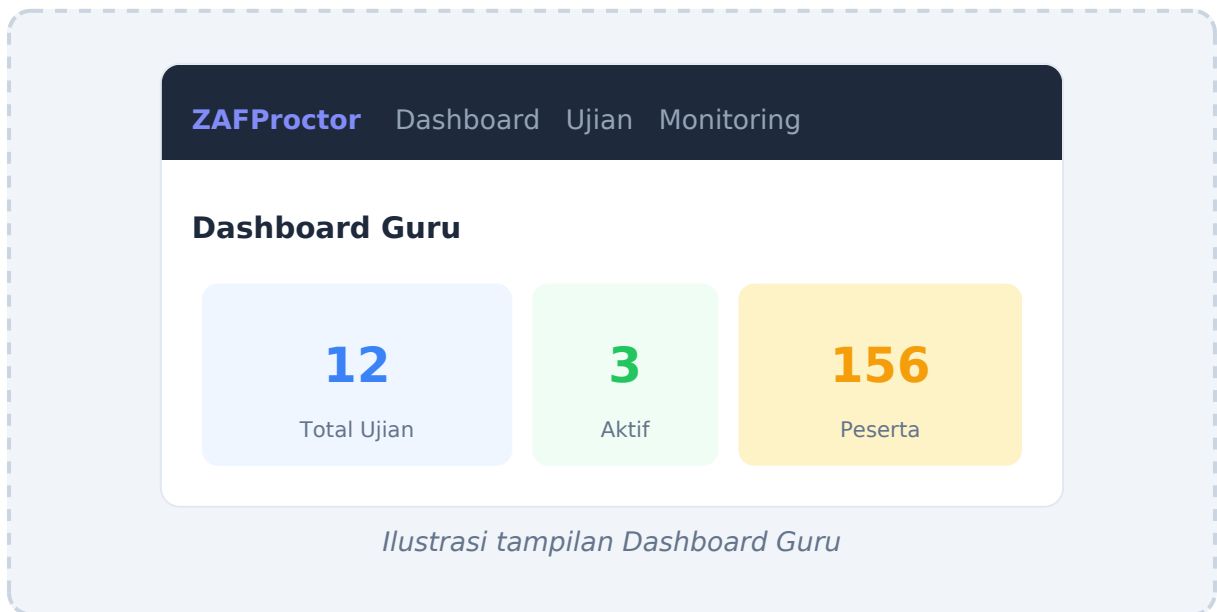 ZAFProctor Dashboard Ujian Monitoring
Dashboard Guru
12 3 156
Total Ujian Aktif Peserta
Ilustrasi tampilan Dashboard Guru